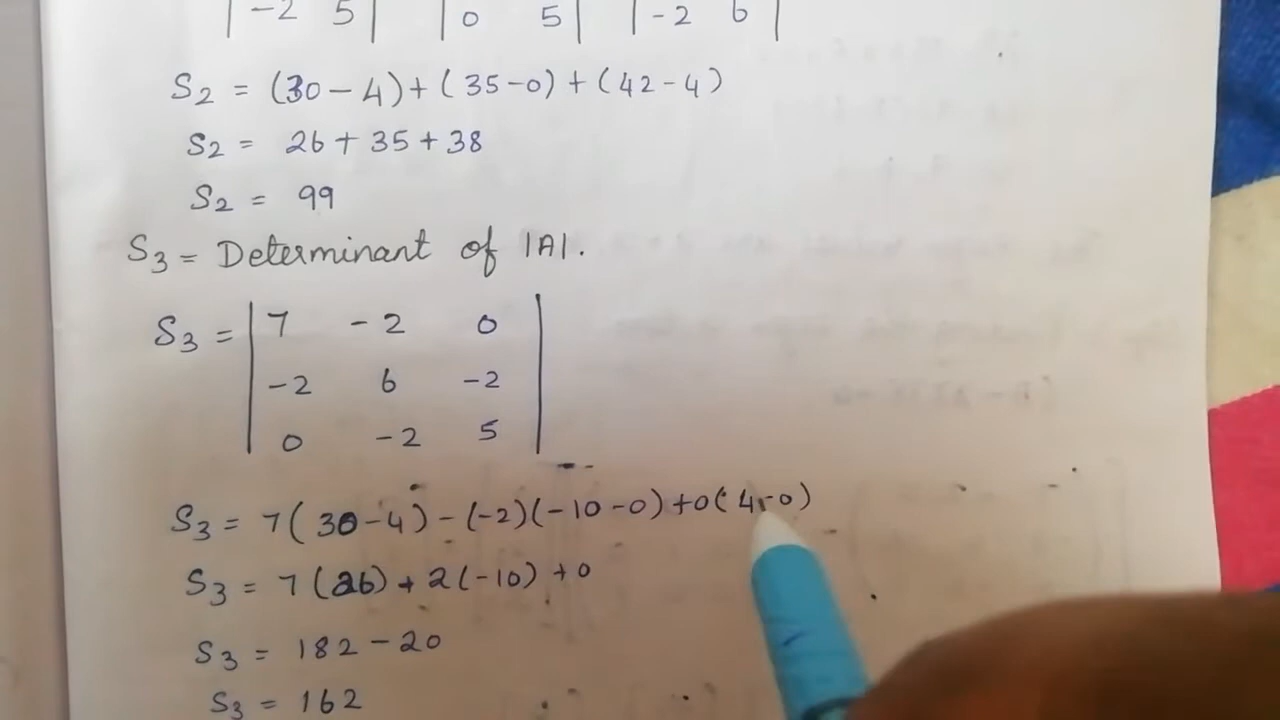 | -2 5 | | 0 5 | | -2 6 |
S2 = (30-4)+(35-0)+(42-4)
S2 = 26+35+38
S2 = 99
S3 = Determinant of |A|.
S3 = | 7 -2 0 |
| -2 6 -2 |
| 0 -2 5 |
S3 = 7(30-4)-(-2)(-10-0)+0(4-0)
S3 = 7(26)+2(-10)+0
S3 = 182-20
S3 = 162